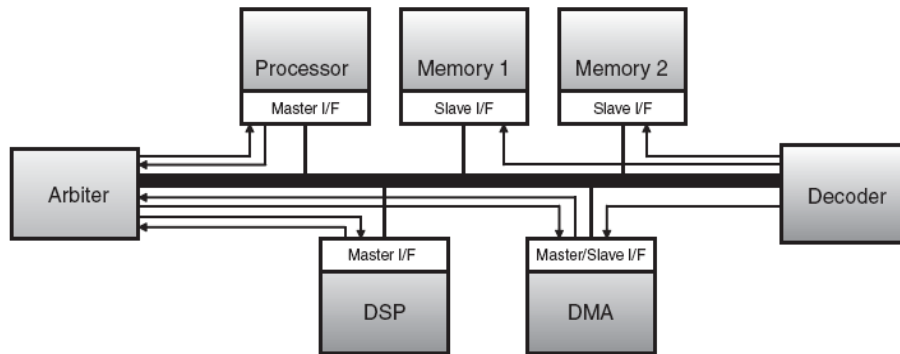 Processor
Master I/F
Memory 1
Slave I/F
Memory 2
Slave I/F
Arbiter
Decoder
Master I/F
DSP
Master/Slave I/F
DMA